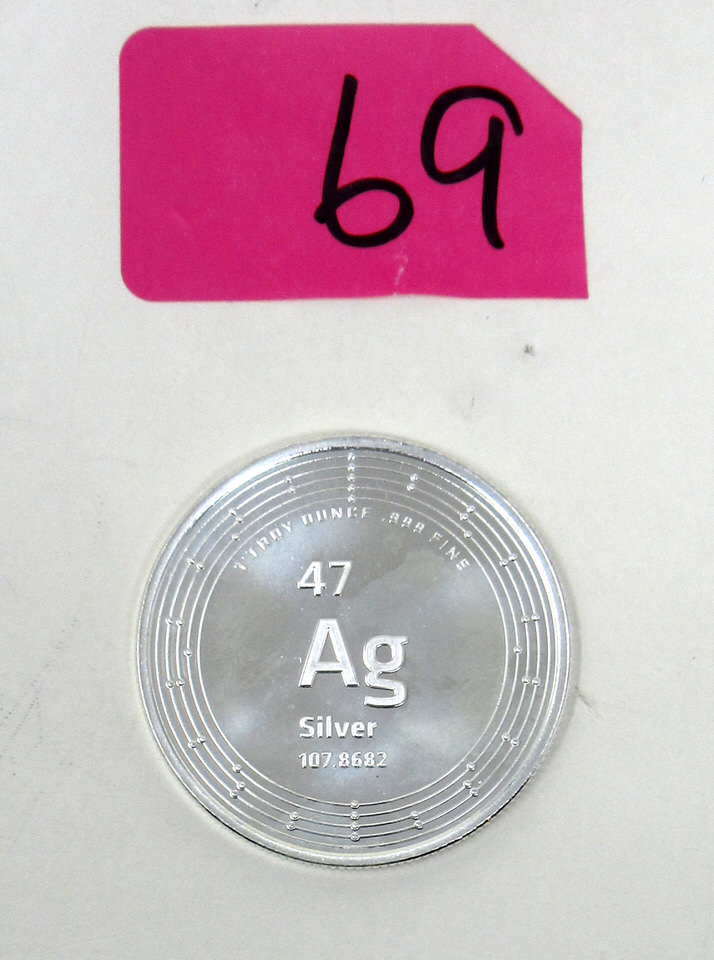 69
1 TROY OUNCE .999 FINE
47
Ag
Silver
107.8682